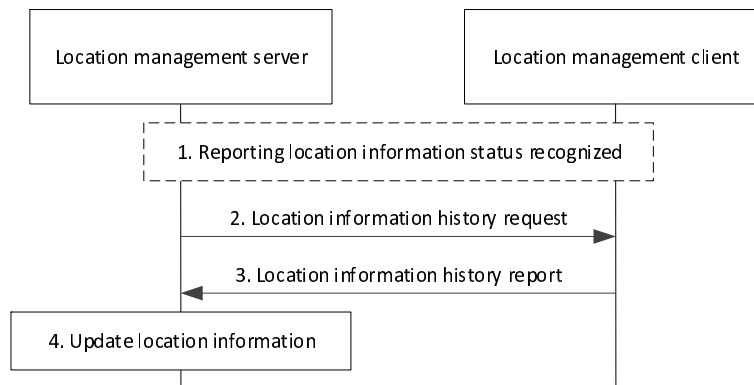 Location management server
Location management client
1. Reporting location information status recognized
2. Location information history request
3. Location information history report
4. Update location information